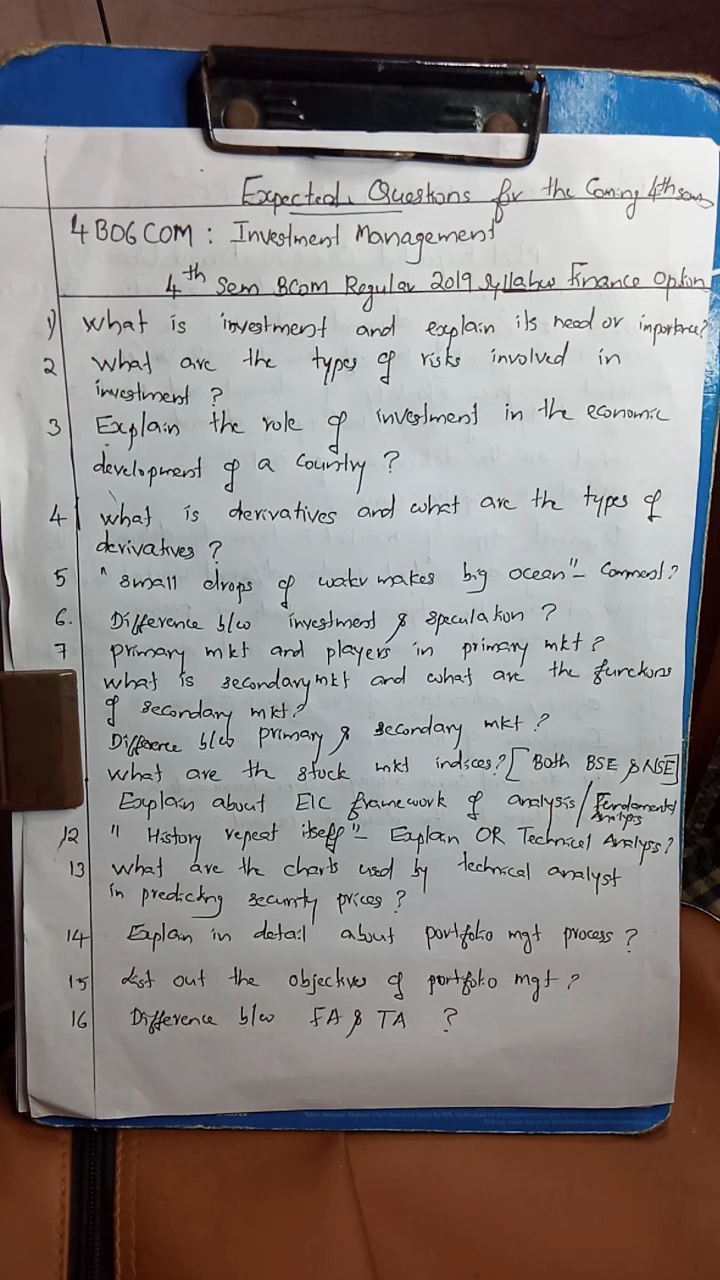 Expected Questions for the Coming 4th sem
4 BOG COM : Investment Management
4th Sem BCom Regular 2019 Syllabus Finance Option
1) What is investment and explain its need or importance?
2 What are the types of risks involved in
investment ?
3 Explain the role of investment in the economic
development of a Country ?
4 What is derivatives and what are the types of
derivatives ?
5 " small drops of water makes big ocean" - Comment ?
6. Difference b/w investment & speculation ?
7 primary mkt and players in primary mkt ?
What is secondary mkt and what are the functions
of secondary mkt ?
Difference b/w primary & secondary mkt ?
What are the stock mkt indices? [Both BSE & NSE]
Explain about EIC framework of analysis / Fundamental
Analysis
12 " History repeat itself" - Explain OR Technical Analysis ?
13 What are the charts used by technical analyst
in predicting security prices ?
14 Explain in detail about portfolio mgt process ?
15 List out the objectives of portfolio mgt ?
16 Difference b/w FA & TA ?